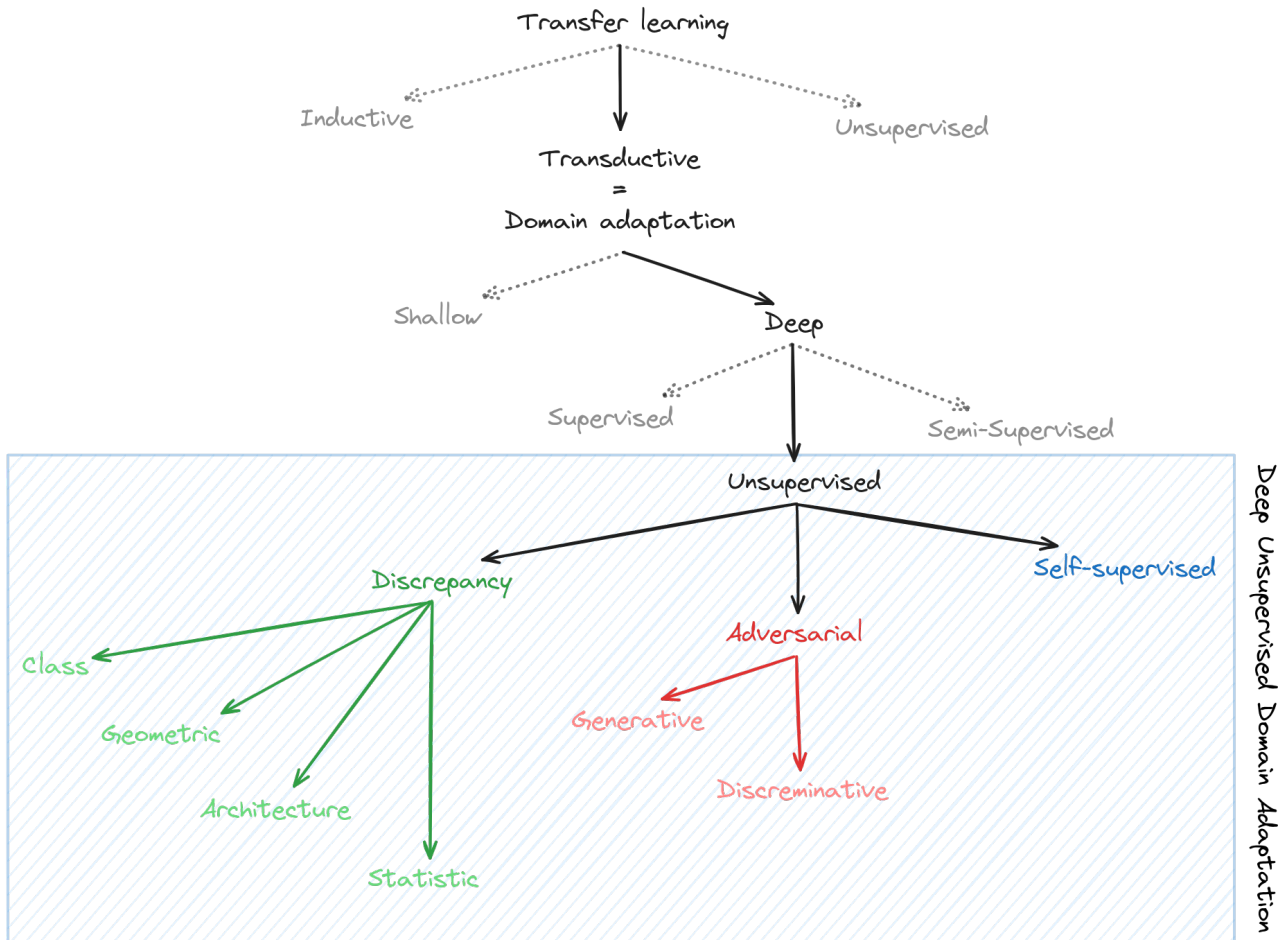 Transfer learning
Inductive
Unsupervised
Transductive
=
Domain adaptation
Shallow
Deep
Supervised
Semi-Supervised
Unsupervised
Discrepancy
Self-supervised
Adversarial
Class
Geometric
Generative
Architecture
Discreminative
Statistic
Deep Unsupervised Domain Adaptation